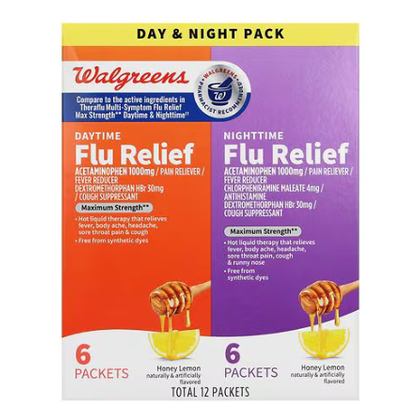 DAY & NIGHT PACK
Walgreens
WALGREENS
PHARMACIST RECOMMENDED
W
Compare to the active ingredients in
Theraflu Multi-Symptom Flu Relief
Max Strength** Daytime & Nighttime††
DAYTIME
Flu Relief
ACETAMINOPHEN 1000mg / PAIN RELIEVER /
FEVER REDUCER
DEXTROMETHORPHAN HBr 30mg
/ COUGH SUPPRESSANT
Maximum Strength**
• Hot liquid therapy that relieves
fever, body ache, headache,
sore throat pain & cough
• Free from synthetic dyes
6
PACKETS
Honey Lemon
naturally & artificially
flavored
NIGHTTIME
Flu Relief
ACETAMINOPHEN 1000mg / PAIN RELIEVER /
FEVER REDUCER
CHLORPHENIRAMINE MALEATE 4mg /
ANTIHISTAMINE
DEXTROMETHORPHAN HBr 30mg /
COUGH SUPPRESSANT
Maximum Strength**
• Hot liquid therapy that relieves
fever, body ache, headache,
sore throat pain, cough
& runny nose
• Free from
synthetic dyes
6
PACKETS
Honey Lemon
naturally & artificially
flavored
TOTAL 12 PACKETS